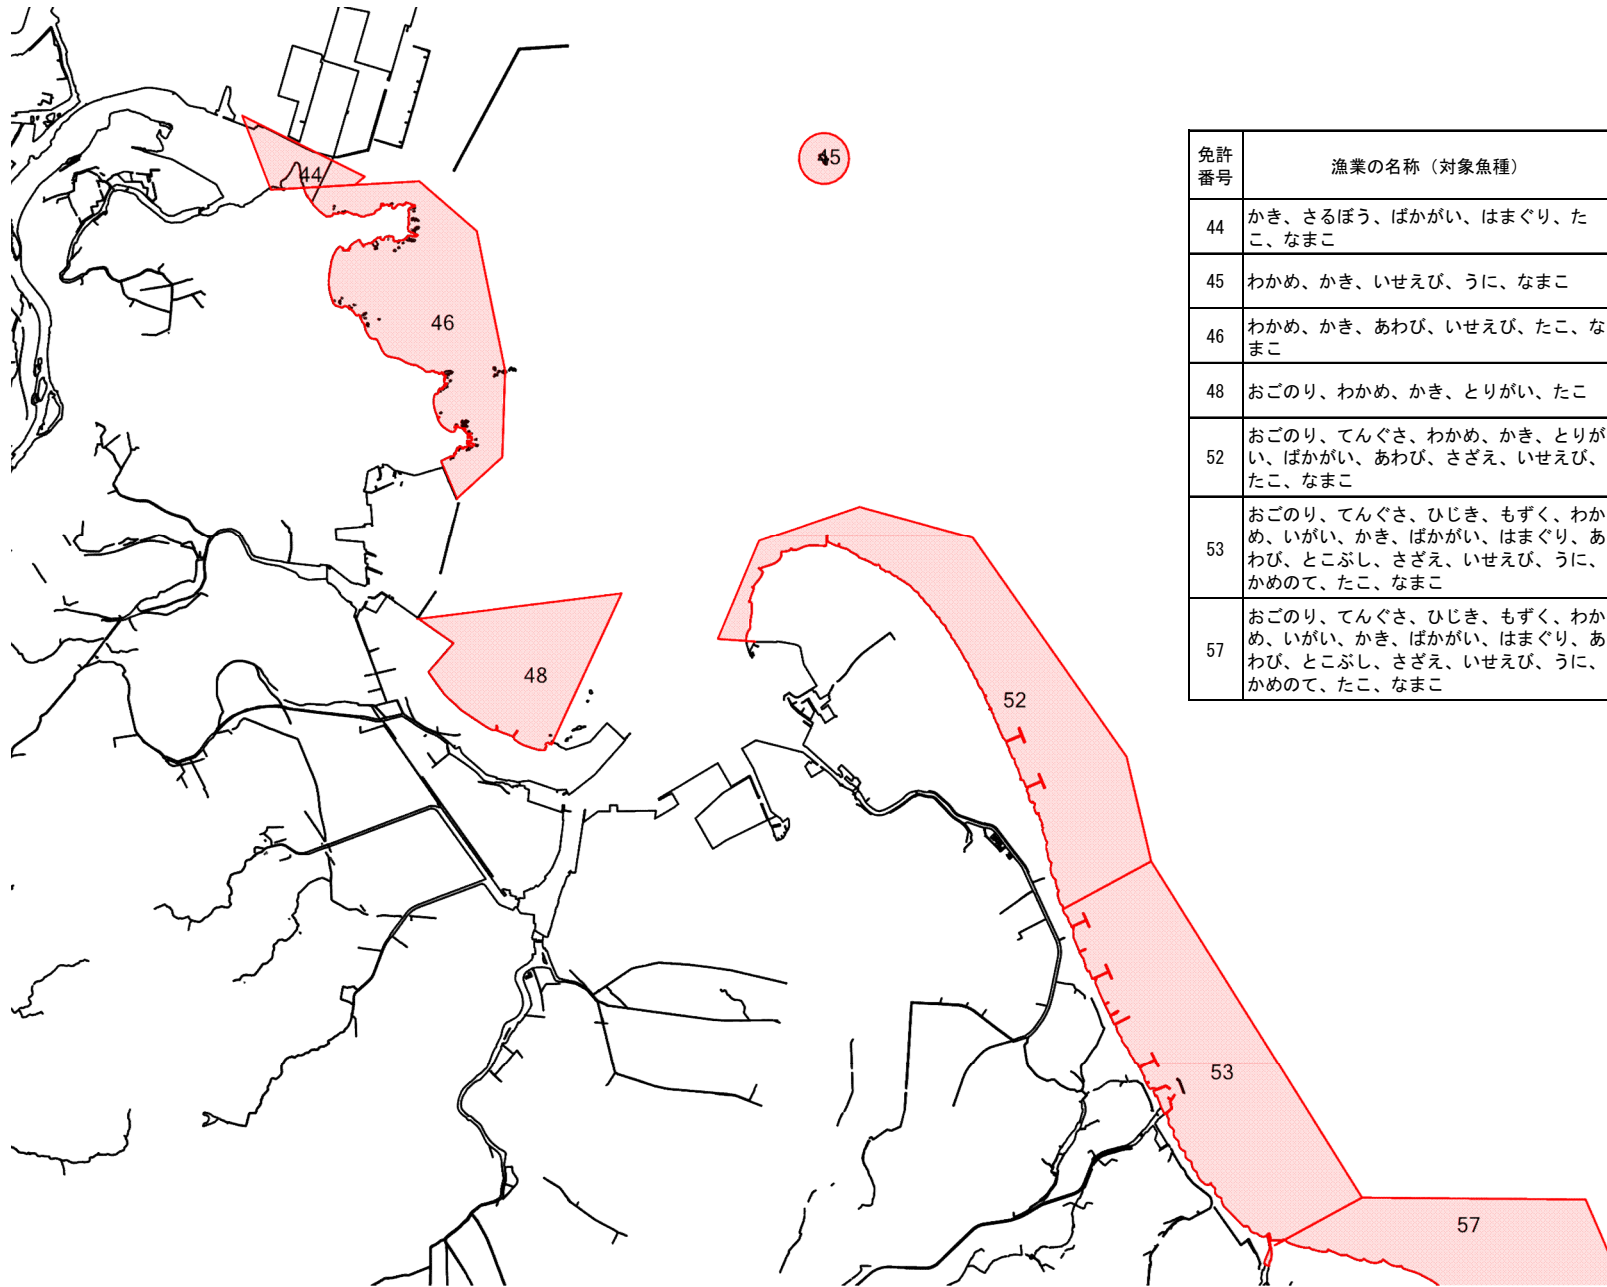 44
45
46
48
52
53
57
免許
番号
漁業の名称（対象魚種）
44
かき、さるぼう、ばかがい、はまぐり、た
こ、なまこ
45
わかめ、かき、いせえび、うに、なまこ
46
わかめ、かき、あわび、いせえび、たこ、な
まこ
48
おごのり、わかめ、かき、とりがい、たこ
52
おごのり、てんぐさ、わかめ、かき、とりが
い、ばかがい、あわび、さざえ、いせえび、
たこ、なまこ
53
おごのり、てんぐさ、ひじき、もずく、わか
め、いがい、かき、ばかがい、はまぐり、あ
わび、とこぶし、さざえ、いせえび、うに、
かめのて、たこ、なまこ
57
おごのり、てんぐさ、ひじき、もずく、わか
め、いがい、かき、ばかがい、はまぐり、あ
わび、とこぶし、さざえ、いせえび、うに、
かめのて、たこ、なまこ